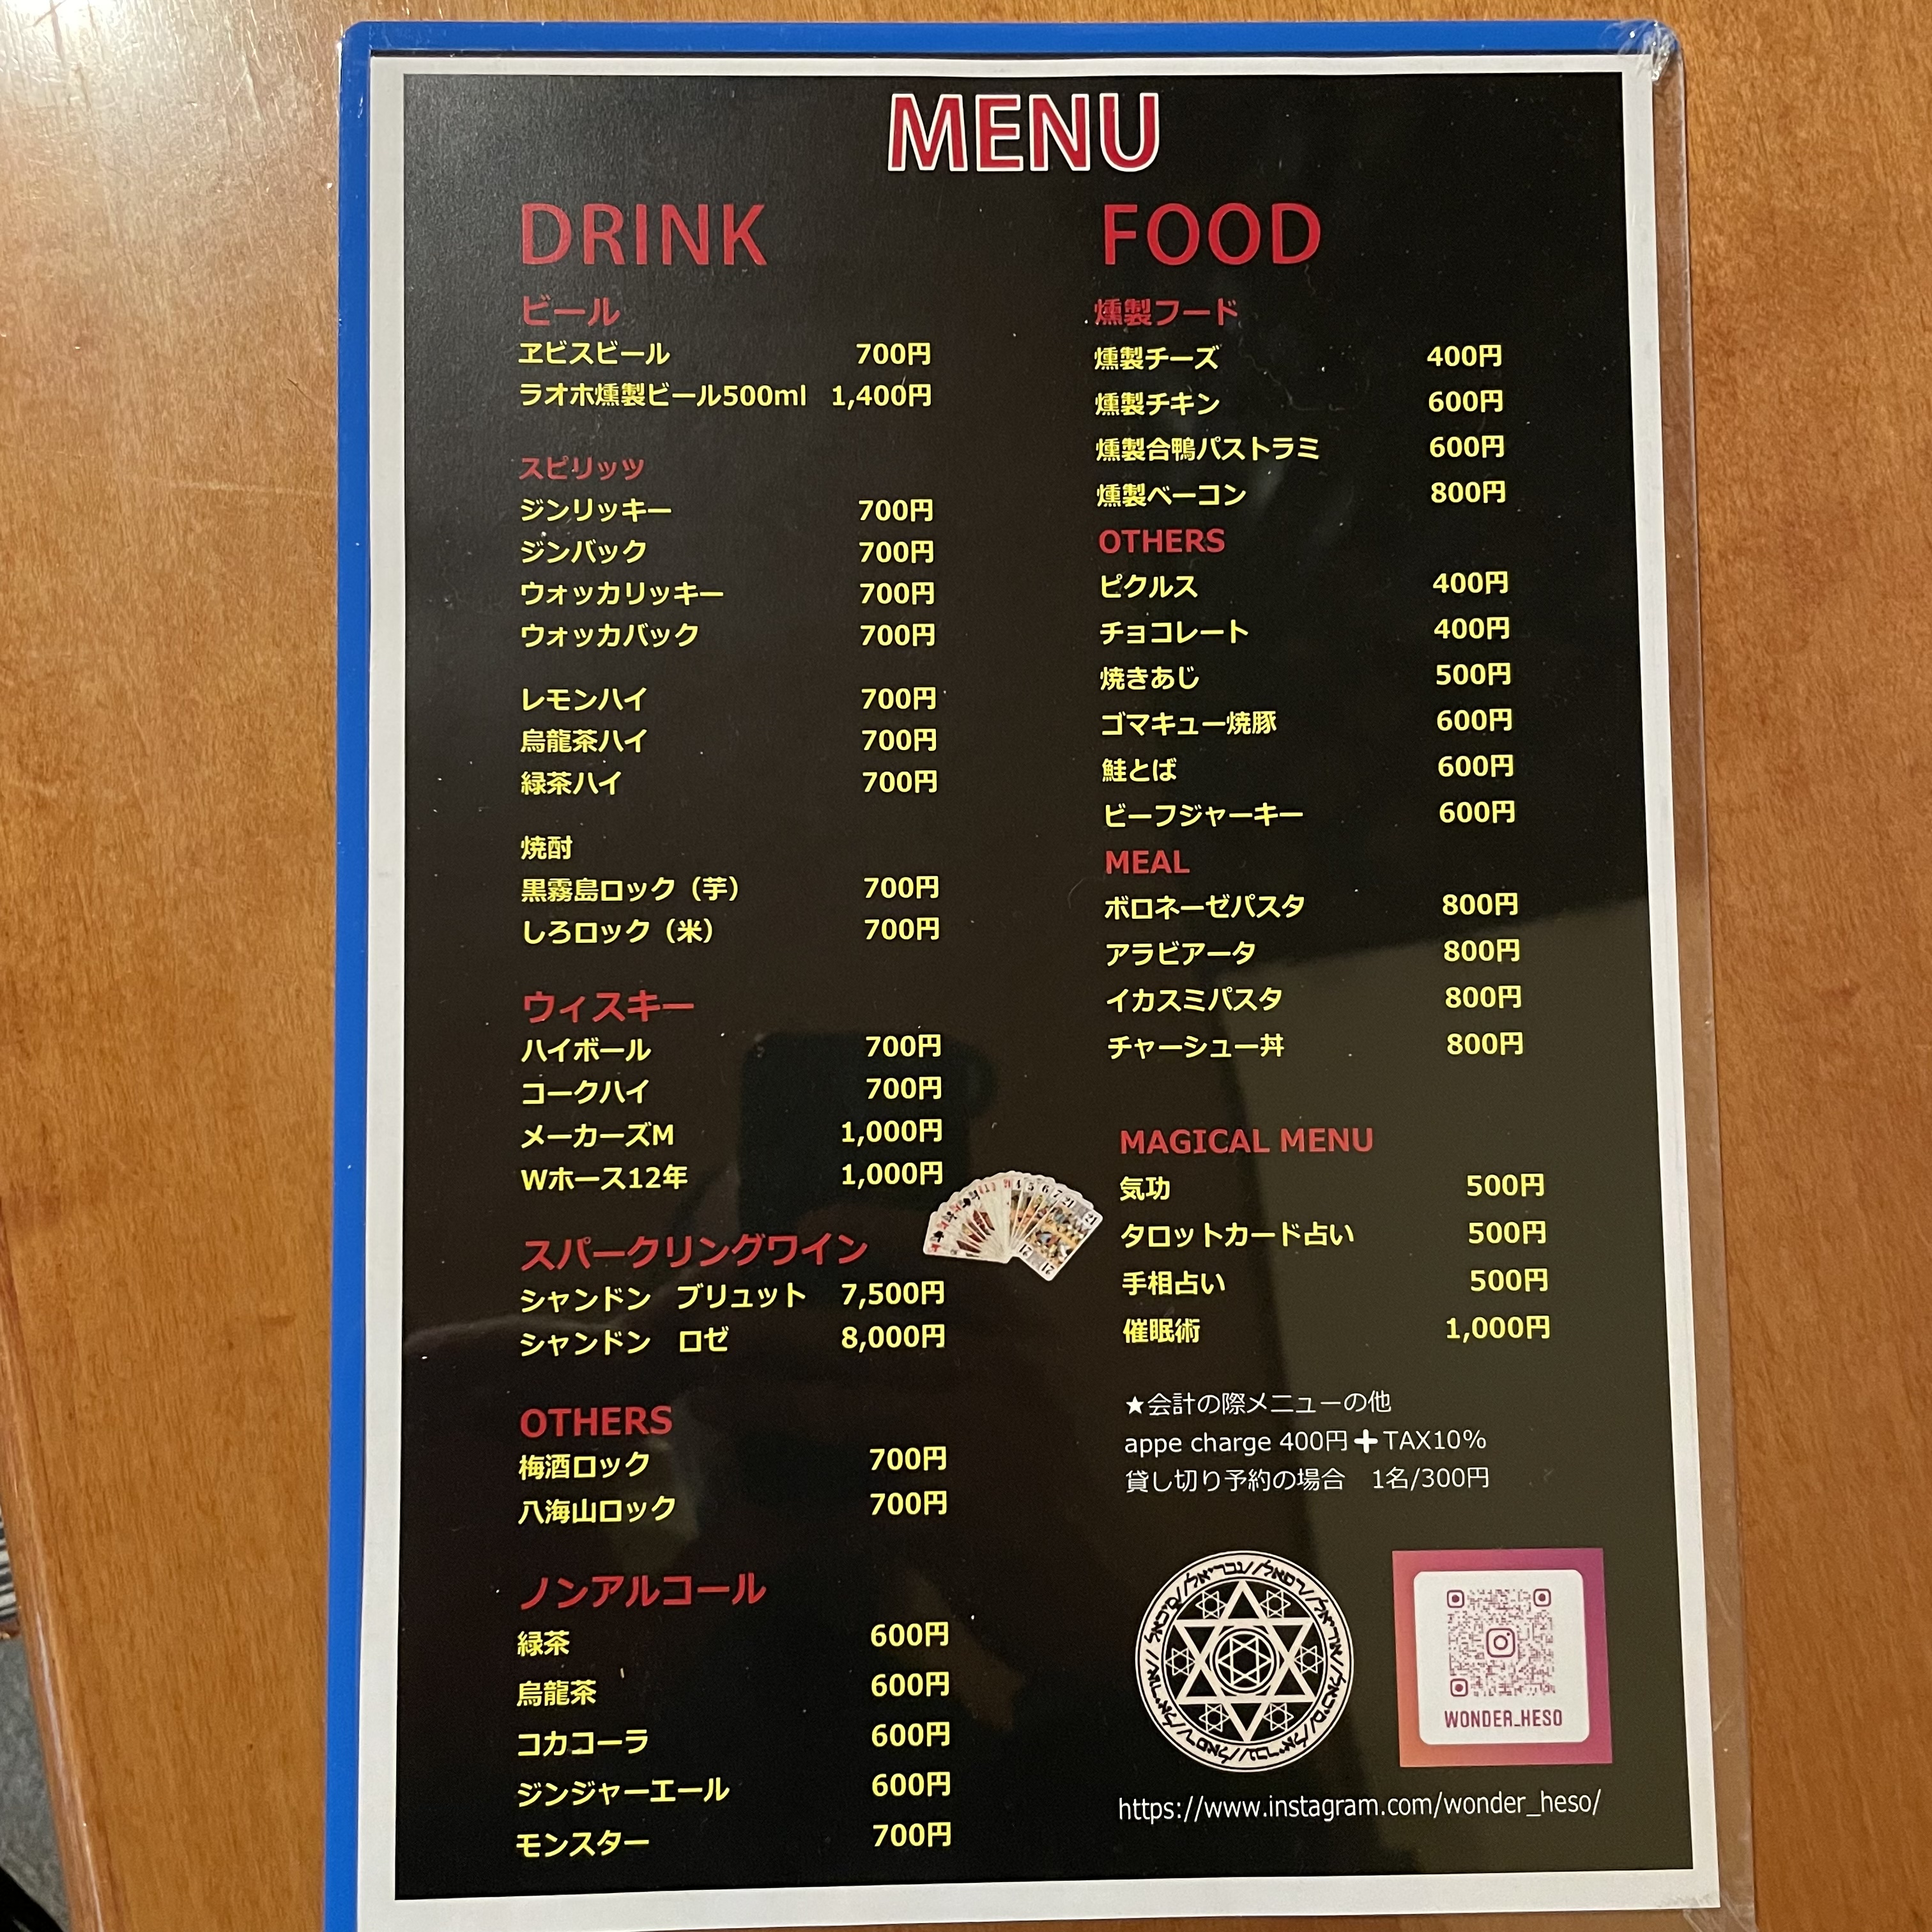 MENU
DRINK
ビール
ヱビスビール 700円
ラオホ燻製ビール500ml 1,400円
スピリッツ
ジンリッキー 700円
ジンバック 700円
ウォッカリッキー 700円
ウォッカバック 700円
レモンハイ 700円
烏龍茶ハイ 700円
緑茶ハイ 700円
焼酎
黒霧島ロック（芋） 700円
しろロック（米） 700円
ウィスキー
ハイボール 700円
コークハイ 700円
メーカーズM 1,000円
Wホース12年 1,000円
スパークリングワイン
シャンドン　ブリュット 7,500円
シャンドン　ロゼ 8,000円
OTHERS
梅酒ロック 700円
八海山ロック 700円
ノンアルコール
緑茶 600円
烏龍茶 600円
コカコーラ 600円
ジンジャーエール 600円
モンスター 700円
FOOD
燻製フード
燻製チーズ 400円
燻製チキン 600円
燻製合鴨パストラミ 600円
燻製ベーコン 800円
OTHERS
ピクルス 400円
チョコレート 400円
焼きあじ 500円
ゴマキュー焼豚 600円
鮭とば 600円
ビーフジャーキー 600円
MEAL
ボロネーゼパスタ 800円
アラビアータ 800円
イカスミパスタ 800円
チャーシュー丼 800円
MAGICAL MENU
気功 500円
タロットカード占い 500円
手相占い 500円
催眠術 1,000円
★会計の際メニューの他
appe charge 400円➕TAX10%
貸し切り予約の場合　1名/300円
WONDER_HESO
https://www.instagram.com/wonder_heso/